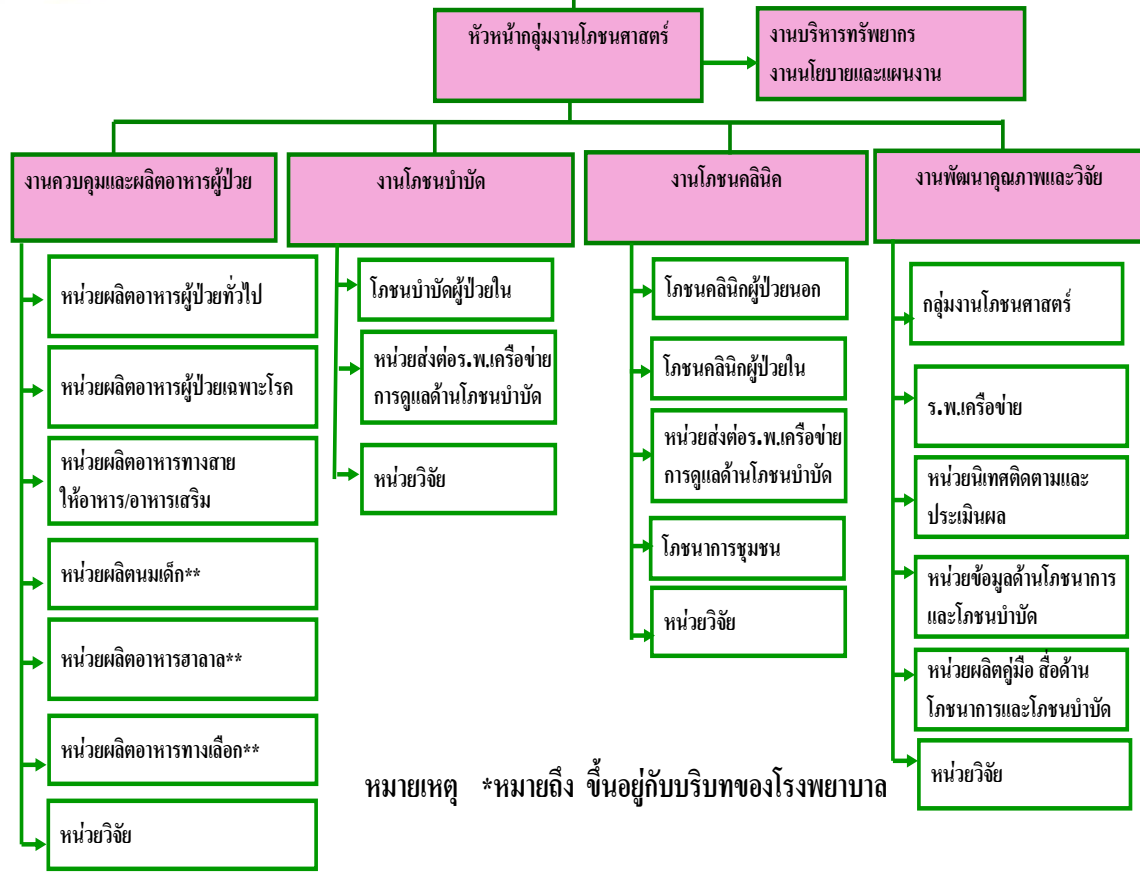 หัวหน้ากลุ่มงานโภชนศาสตร์
งานบริหารทรัพยากร
งานนโยบายและแผนงาน
งานควบคุมและผลิตอาหารผู้ป่วย
งานโภชนบำบัด
งานโภชนคลินิค
งานพัฒนาคุณภาพและวิจัย
หน่วยผลิตอาหารผู้ป่วยทั่วไป
หน่วยผลิตอาหารผู้ป่วยเฉพาะโรค
หน่วยผลิตอาหารทางสาย
ให้อาหาร/อาหารเสริม
หน่วยผลิตนมเด็ก**
หน่วยผลิตอาหารฮาลาล**
หน่วยผลิตอาหารทางเลือก**
หน่วยวิจัย
โภชนบำบัดผู้ป่วยใน
หน่วยส่งต่อร.พ.เครือข่าย
การดูแลด้านโภชนบำบัด
หน่วยวิจัย
โภชนคลินิกผู้ป่วยนอก
โภชนคลินิกผู้ป่วยใน
หน่วยส่งต่อร.พ.เครือข่าย
การดูแลด้านโภชนบำบัด
โภชนาการชุมชน
หน่วยวิจัย
กลุ่มงานโภชนศาสตร์
ร.พ.เครือข่าย
หน่วยนิเทศติดตามและ
ประเมินผล
หน่วยข้อมูลด้านโภชนาการ
และโภชนบำบัด
หน่วยผลิตคู่มือ สื่อด้าน
โภชนาการและโภชนบำบัด
หน่วยวิจัย
หมายเหตุ *หมายถึง ขึ้นอยู่กับบริบทของโรงพยาบาล